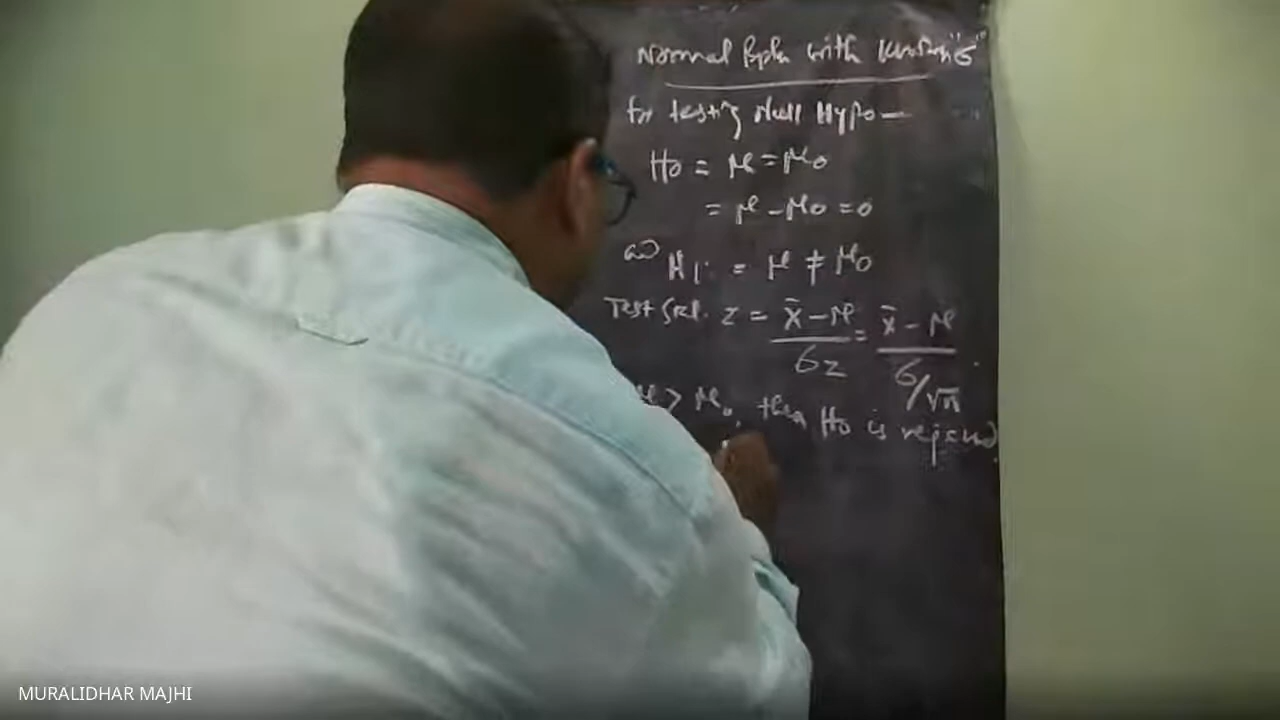 Normal Popln with Known "σ"
for testing Null Hypo—
H0 = μ = μ0
= μ - μ0 = 0
H1: = μ ≠ μ0
Test Stat. z = x̄ - μ / σz = x̄ - μ / σ/√n
> μ0, then H0 is rejected.
MURALIDHAR MAJHI